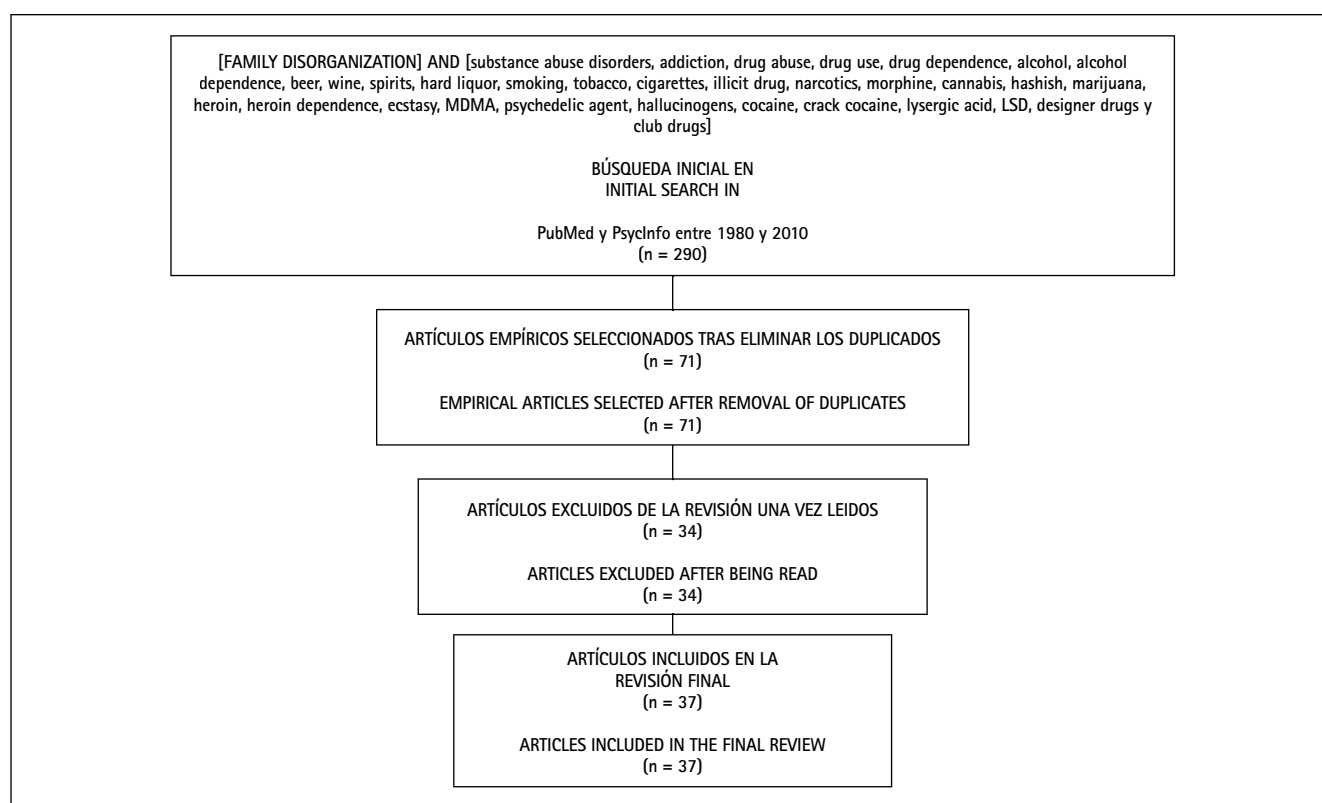 [FAMILY DISORGANIZATION] AND [substance abuse disorders, addiction, drug abuse, drug use, drug dependence, alcohol, alcohol
dependence, beer, wine, spirits, hard liquor, smoking, tobacco, cigarettes, illicit drug, narcotics, morphine, cannabis, hashish, marijuana,
heroin, heroin dependence, ecstasy, MDMA, psychedelic agent, hallucinogens, cocaine, crack cocaine, lysergic acid, LSD, designer drugs y
club drugs]
BÚSQUEDA INICIAL EN
INITIAL SEARCH IN
PubMed y PsycInfo entre 1980 y 2010
(n = 290)
ARTÍCULOS EMPÍRICOS SELECCIONADOS TRAS ELIMINAR LOS DUPLICADOS
(n = 71)
EMPIRICAL ARTICLES SELECTED AFTER REMOVAL OF DUPLICATES
(n = 71)
ARTÍCULOS EXCLUIDOS DE LA REVISIÓN UNA VEZ LEIDOS
(n = 34)
ARTICLES EXCLUDED AFTER BEING READ
(n = 34)
ARTÍCULOS INCLUIDOS EN LA
REVISIÓN FINAL
(n = 37)
ARTICLES INCLUDED IN THE FINAL REVIEW
(n = 37)